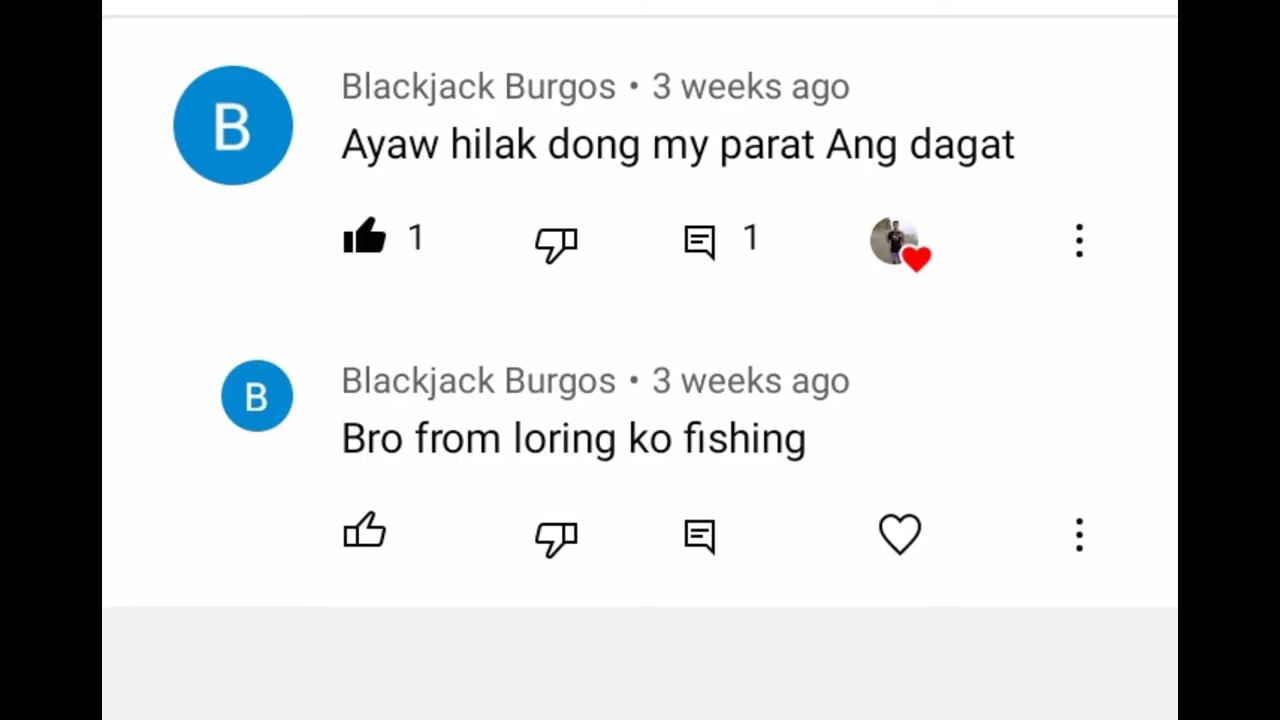 B
Blackjack Burgos • 3 weeks ago
Ayaw hilak dong my parat Ang dagat
1
1
B
Blackjack Burgos • 3 weeks ago
Bro from loring ko fishing